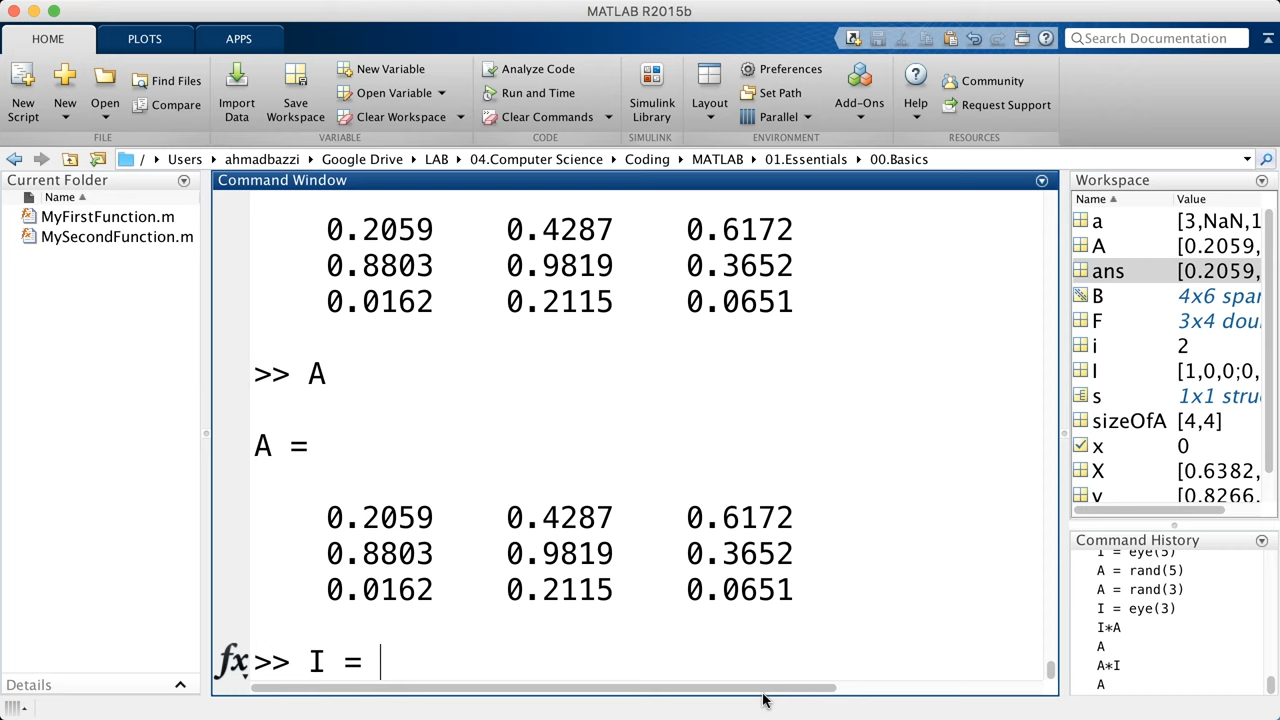 MATLAB R2015b
HOME PLOTS APPS
Search Documentation
New Script
New
Open
Find Files
Compare
FILE
Import Data
Save Workspace
New Variable
Open Variable
Clear Workspace
VARIABLE
Analyze Code
Run and Time
Clear Commands
CODE
Simulink Library
SIMULINK
Layout
Preferences
Set Path
Parallel
ENVIRONMENT
Add-Ons
Help
Community
Request Support
RESOURCES
/ Users ahmadbazzi Google Drive LAB 04.Computer Science Coding MATLAB 01.Essentials 00.Basics
Current Folder
Name
MyFirstFunction.m
MySecondFunction.m
Details
Command Window
0.2059 0.4287 0.6172
0.8803 0.9819 0.3652
0.0162 0.2115 0.0651
>> A
A =
0.2059 0.4287 0.6172
0.8803 0.9819 0.3652
0.0162 0.2115 0.0651
fx >> I =
Workspace
Name Value
a [3,NaN,1
A [0.2059,
ans [0.2059,
B 4x6 spar
F 3x4 dou
i 2
I [1,0,0;0,
s 1x1 stru
sizeOfA [4,4]
x 0
X [0.6382,
[0.8266,
Command History
I = eye(5)
A = rand(5)
A = rand(3)
I = eye(3)
I*A
A
A*I
A